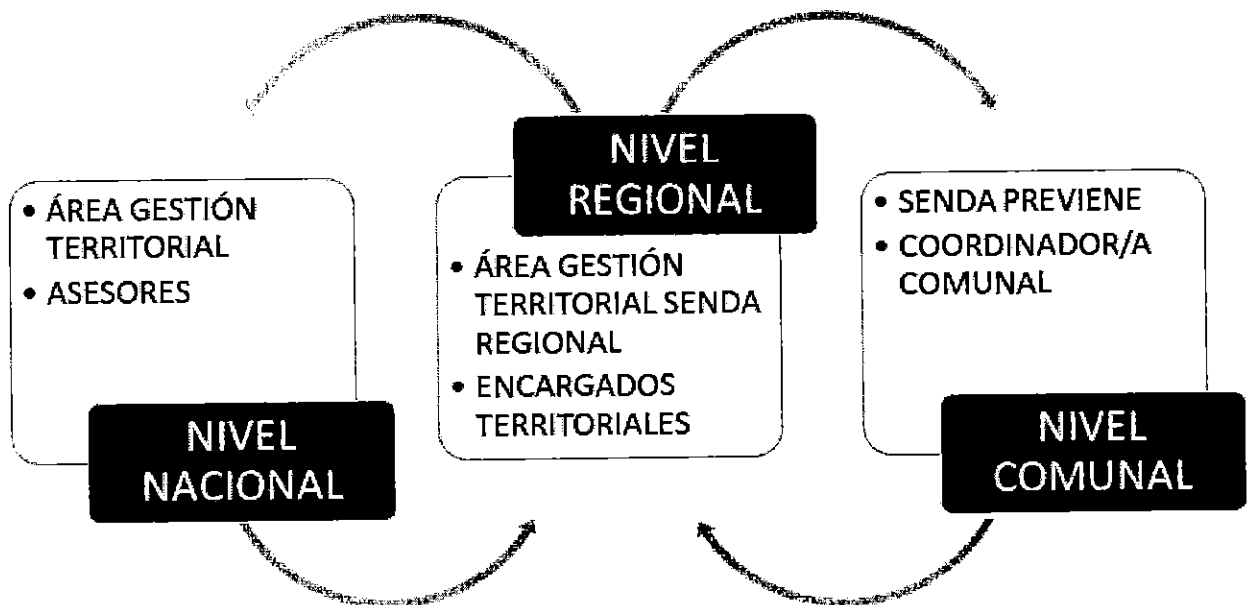 • ÁREA GESTIÓN
TERRITORIAL
• ASESORES
NIVEL
NACIONAL
NIVEL
REGIONAL
• ÁREA GESTIÓN
TERRITORIAL SENDA
REGIONAL
• ENCARGADOS
TERRITORIALES
• SENDA PREVIENE
• COORDINADOR/A
COMUNAL
NIVEL
COMUNAL